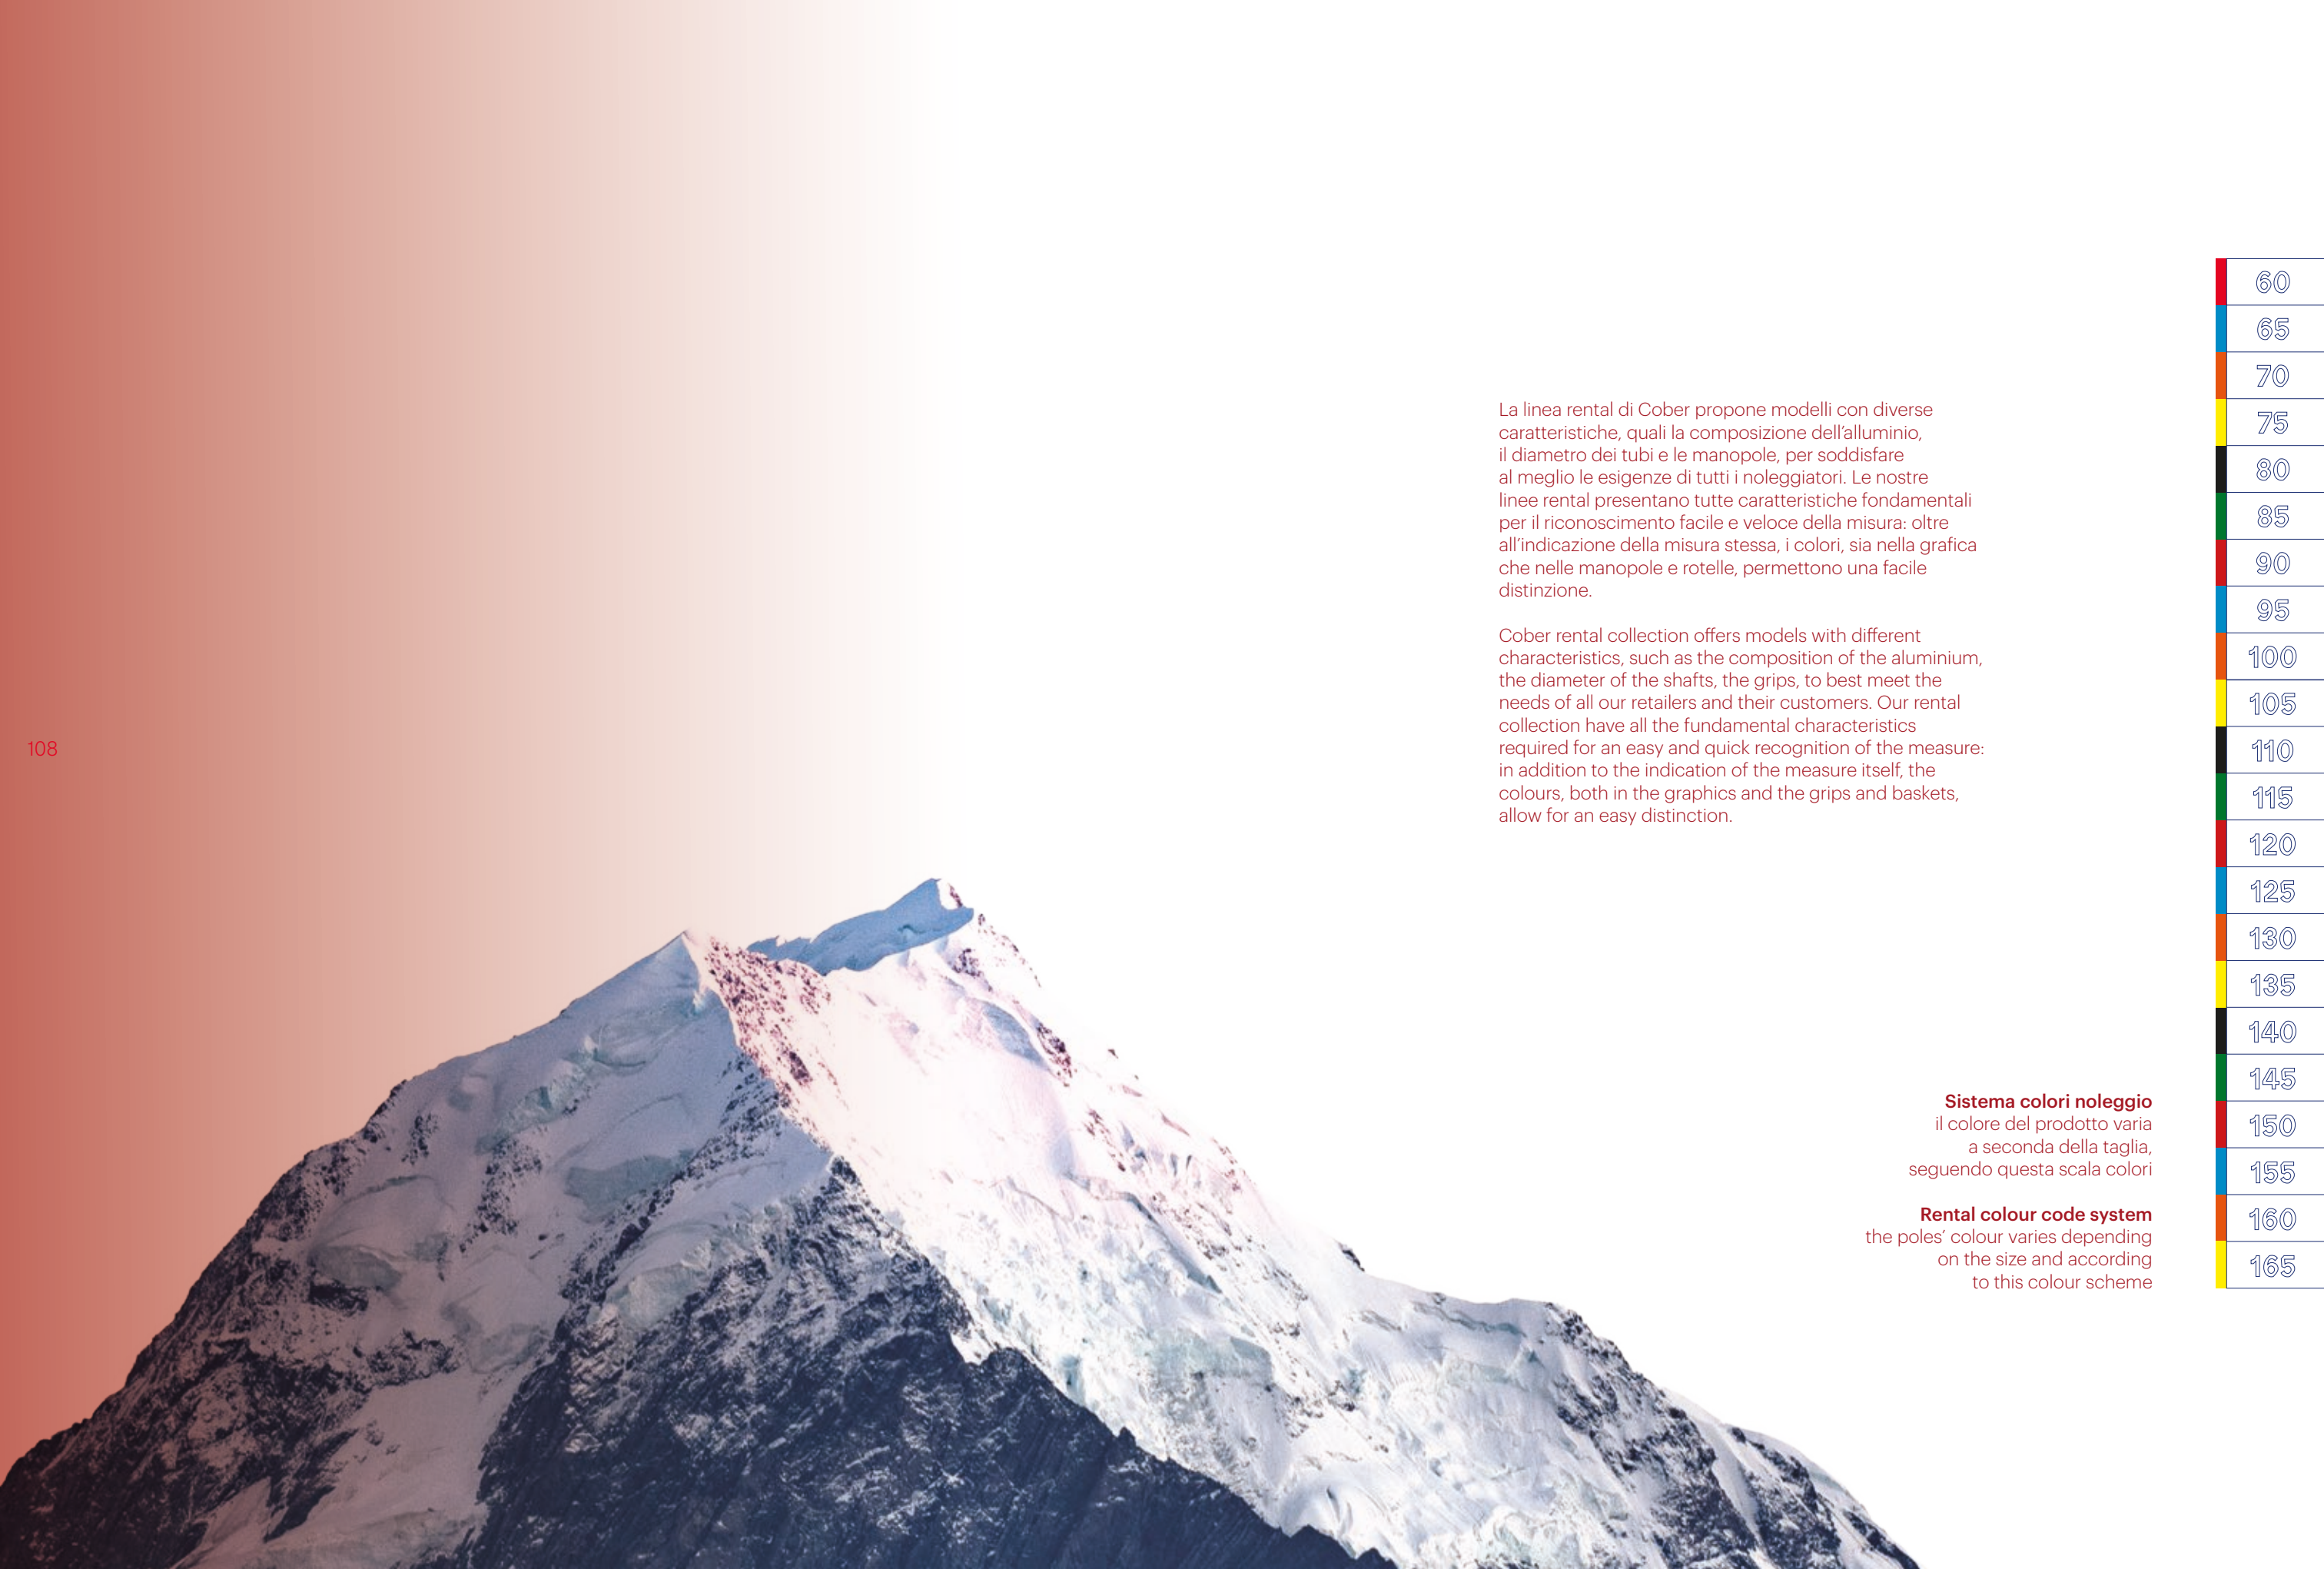 108
La linea rental di Cober propone modelli con diverse
caratteristiche, quali la composizione dell'alluminio,
il diametro dei tubi e le manopole, per soddisfare
al meglio le esigenze di tutti i noleggiatori. Le nostre
linee rental presentano tutte caratteristiche fondamentali
per il riconoscimento facile e veloce della misura: oltre
all'indicazione della misura stessa, i colori, sia nella grafica
che nelle manopole e rotelle, permettono una facile
distinzione.
Cober rental collection offers models with different
characteristics, such as the composition of the aluminium,
the diameter of the shafts, the grips, to best meet the
needs of all our retailers and their customers. Our rental
collection have all the fundamental characteristics
required for an easy and quick recognition of the measure:
in addition to the indication of the measure itself, the
colours, both in the graphics and the grips and baskets,
allow for an easy distinction.
Sistema colori noleggio
il colore del prodotto varia
a seconda della taglia,
seguendo questa scala colori
Rental colour code system
the poles' colour varies depending
on the size and according
to this colour scheme
60
65
70
75
80
85
90
95
100
105
110
115
120
125
130
135
140
145
150
155
160
165